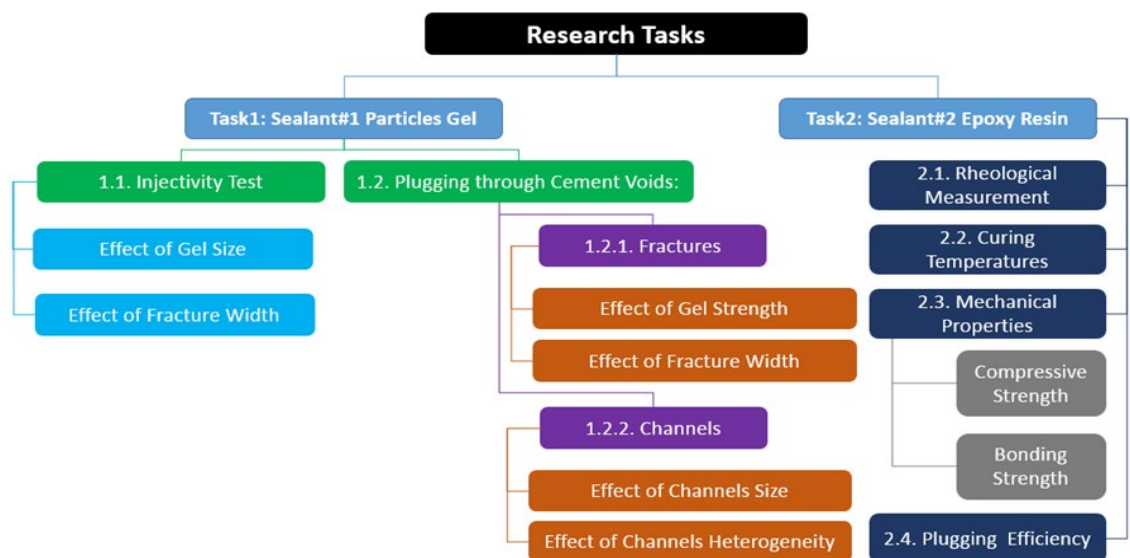 Research Tasks
Task1: Sealant#1 Particles Gel
Task2: Sealant#2 Epoxy Resin
1.1. Injectivity Test
Effect of Gel Size
Effect of Fracture Width
1.2. Plugging through Cement Voids:
1.2.1. Fractures
Effect of Gel Strength
Effect of Fracture Width
1.2.2. Channels
Effect of Channels Size
Effect of Channels Heterogeneity
2.1. Rheological
Measurement
2.2. Curing
Temperatures
2.3. Mechanical
Properties
Compressive
Strength
Bonding
Strength
2.4. Plugging Efficiency